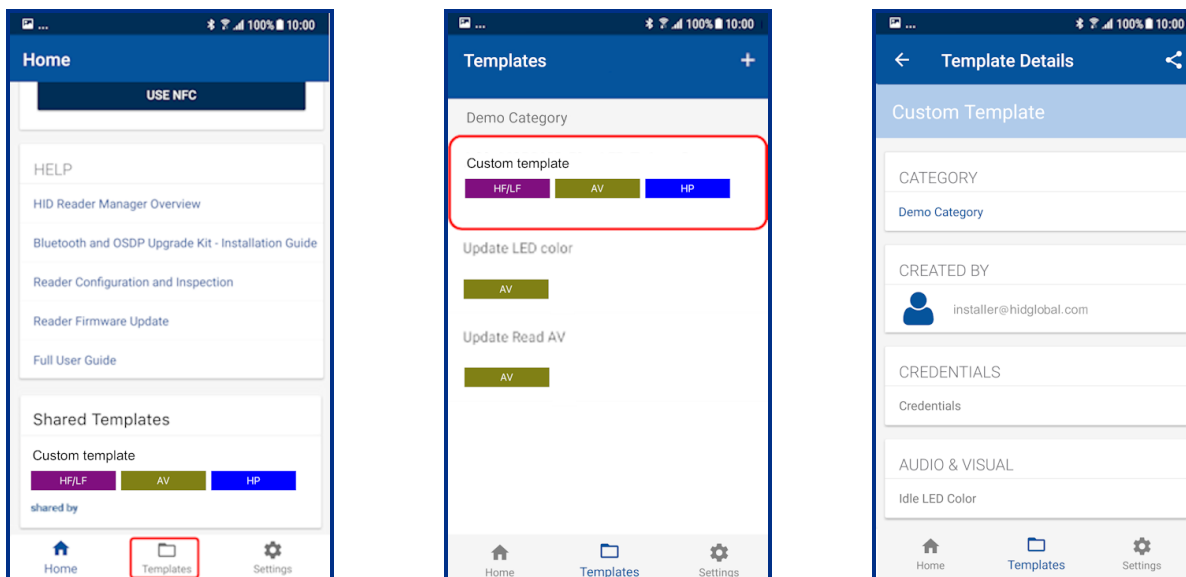 ... 100% 10:00
Home
USE NFC
HELP
HID Reader Manager Overview
Bluetooth and OSDP Upgrade Kit - Installation Guide
Reader Configuration and Inspection
Reader Firmware Update
Full User Guide
Shared Templates
Custom template
HF/LF AV HP
shared by
Home Templates Settings
... 100% 10:00
Templates +
Demo Category
Custom template
HF/LF AV HP
Update LED color
AV
Update Read AV
AV
Home Templates Settings
... 100% 10:00
Template Details
Custom Template
CATEGORY
Demo Category
CREATED BY
installer@hidglobal.com
CREDENTIALS
Credentials
AUDIO & VISUAL
Idle LED Color
Home Templates Settings